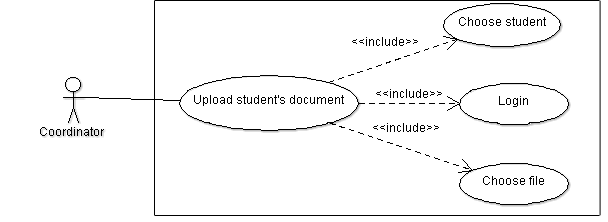 Choose student
<<include>>
Upload student's document
<<include>>
Login
Coordinator
<<include>>
Choose file